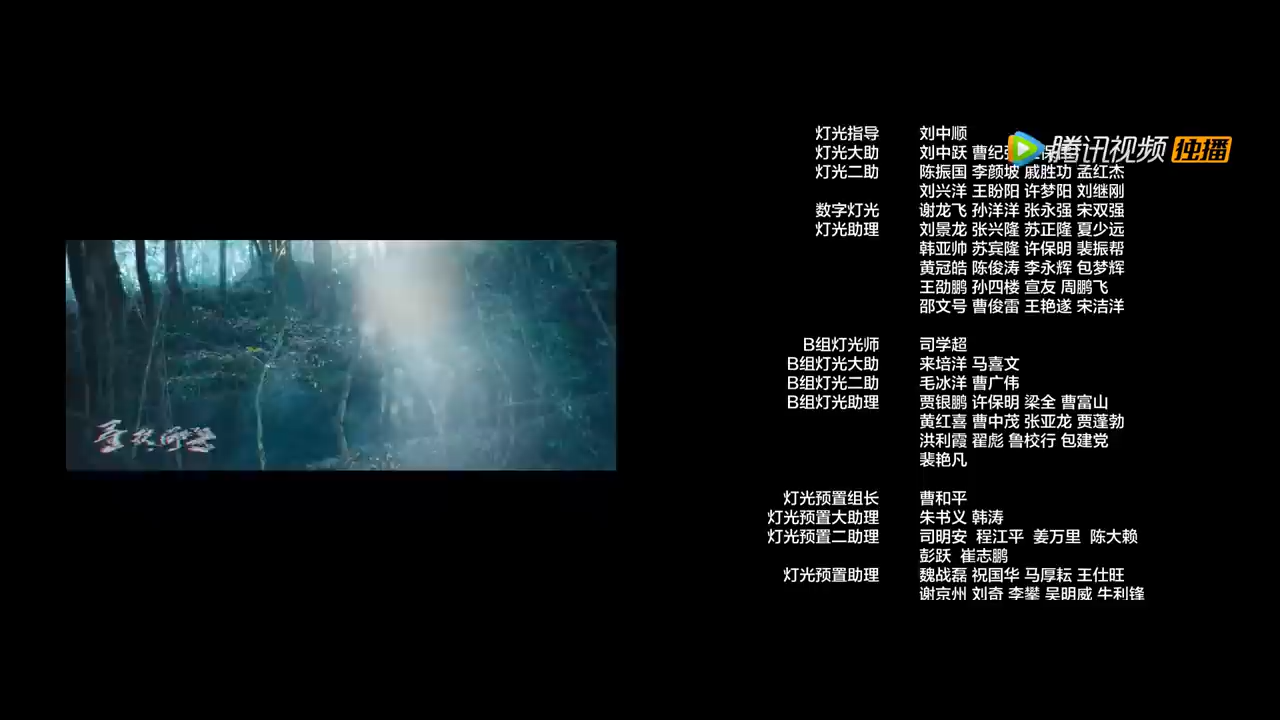 灯光指导 刘中顺
灯光大助 刘中跃 曹纪
腾讯视频 独播
灯光二助 陈振国 李颜坡 戚胜功 孟红杰
刘兴洋 王盼阳 许梦阳 刘继刚
数字灯光 谢龙飞 孙洋洋 张永强 宋双强
灯光助理 刘景龙 张兴隆 苏正隆 夏少远
韩亚帅 苏宾隆 许保明 裴振帮
黄冠皓 陈俊涛 李永辉 包梦辉
王劭鹏 孙四楼 宣友 周鹏飞
邵文号 曹俊雷 王艳遂 宋洁洋
B组灯光师 司学超
B组灯光大助 来培洋 马喜文
B组灯光二助 毛冰洋 曹广伟
B组灯光助理 贾银鹏 许保明 梁全 曹富山
黄红喜 曹中茂 张亚龙 贾蓬勃
洪利霞 翟彪 鲁校行 包建党
裴艳凡
灯光预置组长 曹和平
灯光预置大助理 朱书义 韩涛
灯光预置二助理 司明安 程江平 姜万里 陈大赖
彭跃 崔志鹏
灯光预置助理 魏战磊 祝国华 马厚耘 王仕旺
谢京州 刘奇 李攀 吴明威 牛利锋